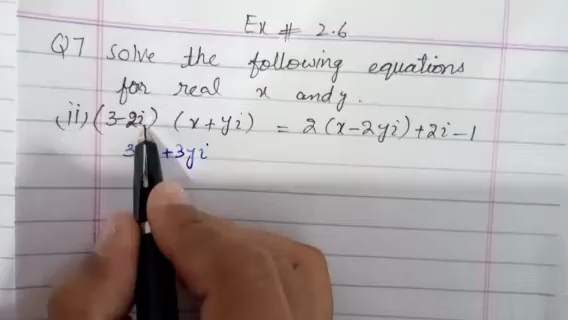 Ex # 2.6
Q7 solve the following equations
for real x and y.
(ii) (3-2i) (x+yi) = 2(x-2yi)+2i-1
3 +3yi